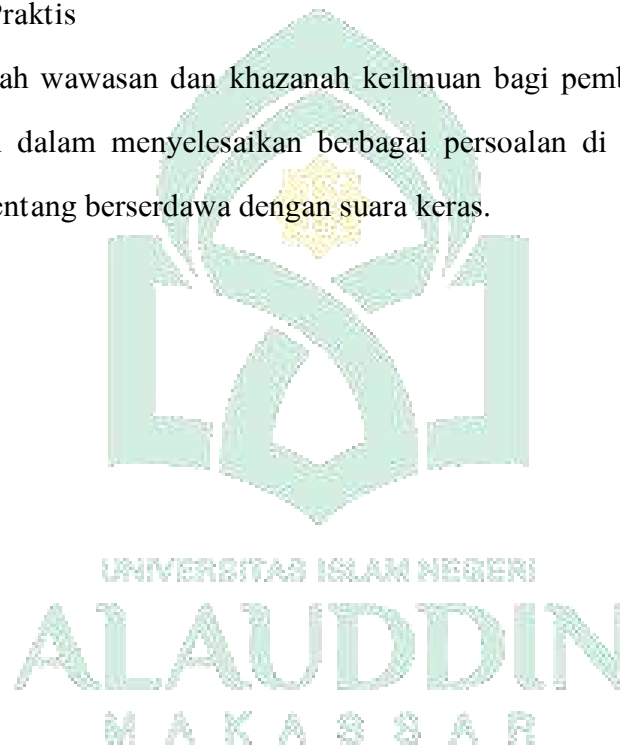 Praktis
ah wawasan dan khazanah keilmuan bagi pemb
dalam menyelesaikan berbagai persoalan di
entang berserdawa dengan suara keras.
UNIVERSITAS ISLAM NEGERI
ALAUDDIN
MAKASSAR